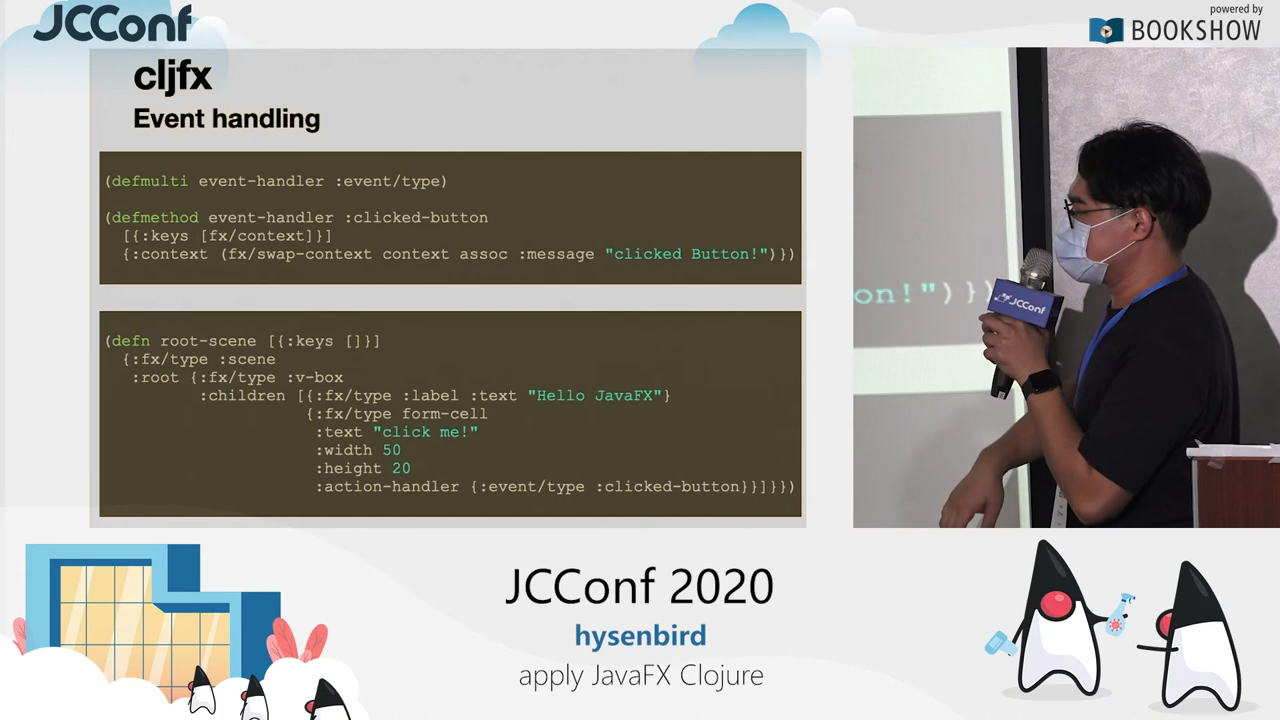 JCConf
powered by
BOOKSHOW
cljfx
Event handling
(defmulti event-handler :event/type)
(defmethod event-handler :clicked-button
[{:keys [fx/context]}]
{:context (fx/swap-context context assoc :message "clicked Button!")})
(defn root-scene [{:keys []}]
{:fx/type :scene
:root {:fx/type :v-box
:children [{:fx/type :label :text "Hello JavaFX"}
{:fx/type form-cell
:text "click me!"
:width 50
:height 20
:action-handler {:event/type :clicked-button}}]}})
on!")})
JCConf
JCConf 2020
hysenbird
apply JavaFX Clojure